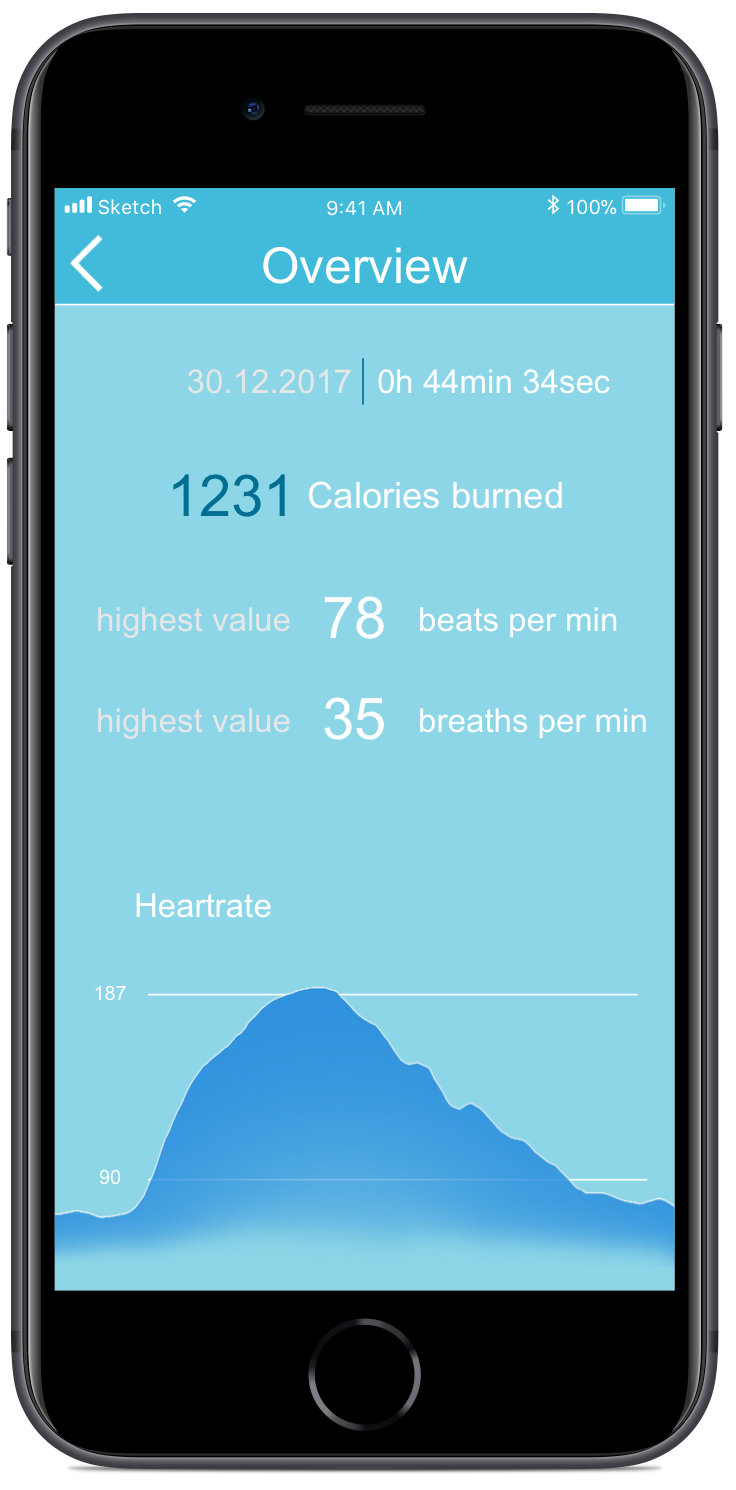 Sketch 9:41 AM 100%
Overview
30.12.2017 0h 44min 34sec
1231 Calories burned
highest value 78 beats per min
highest value 35 breaths per min
Heartrate
187
90